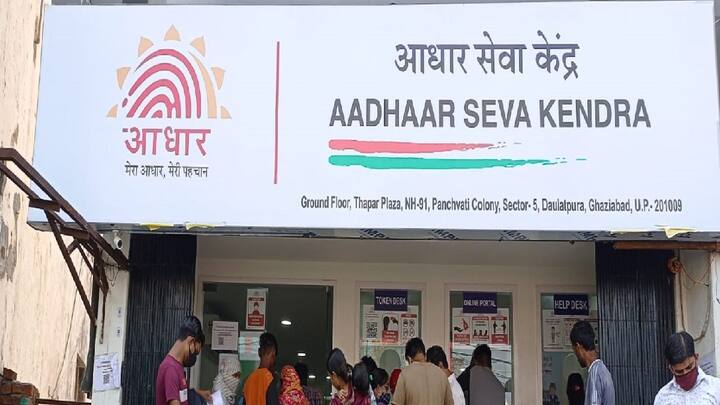 आधार
मेरा आधार, मेरी पहचान
आधार सेवा केंद्र
AADHAAR SEVA KENDRA
Ground Floor, Thapar Plaza, NH-91, Panchvati Colony, Sector- 5, Daulatpura, Ghaziabad, U.P.- 201009
TOKEN DESK
ONLINE PORTAL
HELP DESK